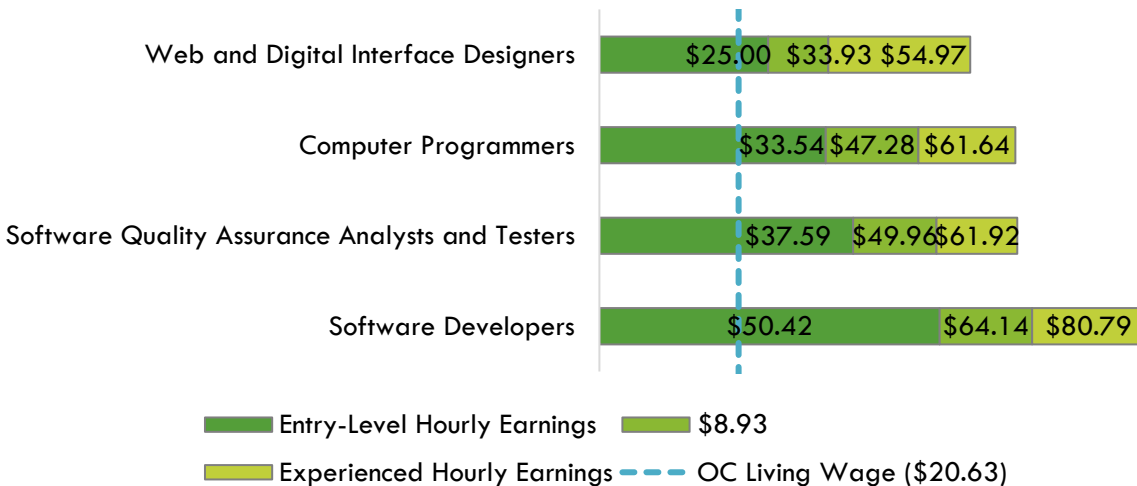 Web and Digital Interface Designers $25.00 $33.93 $54.97
Computer Programmers $33.54 $47.28 $61.64
Software Quality Assurance Analysts and Testers $37.59 $49.96 $61.92
Software Developers $50.42 $64.14 $80.79
Entry-Level Hourly Earnings $8.93
Experienced Hourly Earnings OC Living Wage ($20.63)